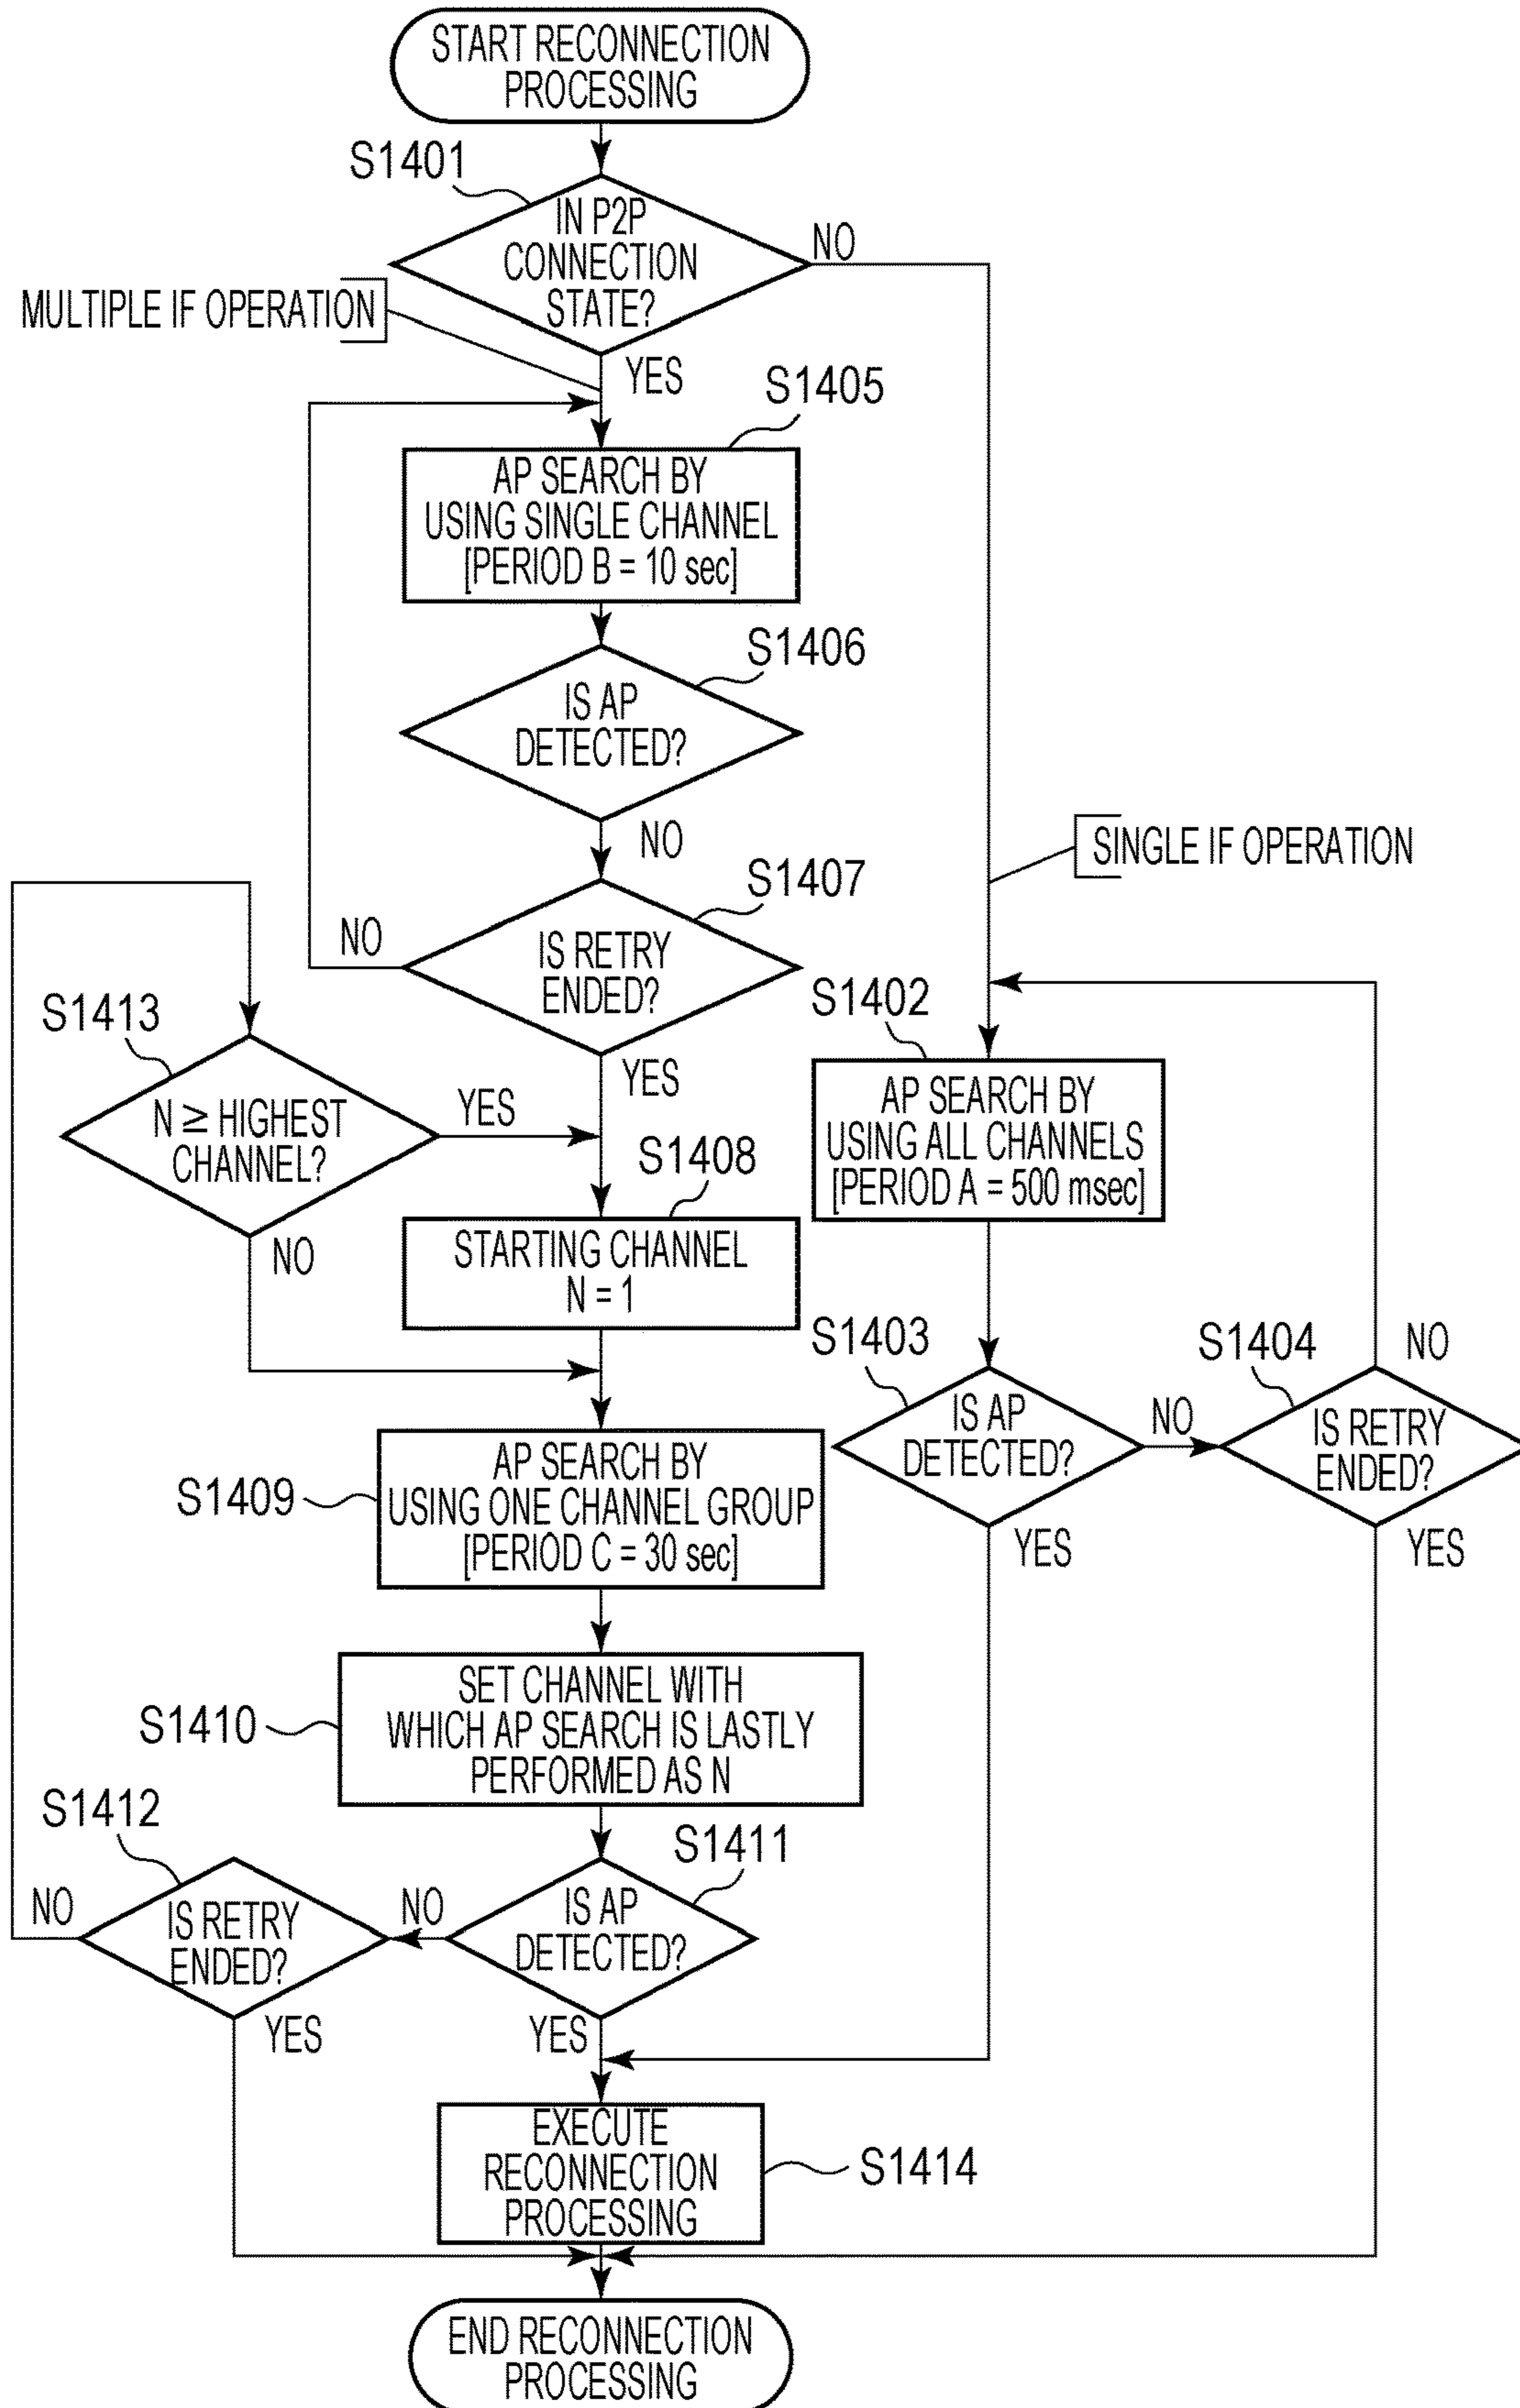 START RECONNECTION
PROCESSING
S1401
IN P2P
CONNECTION
STATE?
NO
MULTIPLE IF OPERATION
YES
S1405
AP SEARCH BY
USING SINGLE CHANNEL
[PERIOD B = 10 sec]
S1406
IS AP
DETECTED?
NO
SINGLE IF OPERATION
S1407
NO
IS RETRY
ENDED?
YES
S1413
N ≥ HIGHEST
CHANNEL?
YES
NO
S1402
AP SEARCH BY
USING ALL CHANNELS
[PERIOD A = 500 msec]
S1408
STARTING CHANNEL
N = 1
S1403
IS AP
DETECTED?
NO
YES
S1404
NO
IS RETRY
ENDED?
YES
S1409
AP SEARCH BY
USING ONE CHANNEL GROUP
[PERIOD C = 30 sec]
S1410
SET CHANNEL WITH
WHICH AP SEARCH IS LASTLY
PERFORMED AS N
S1412
NO
IS RETRY
ENDED?
YES
S1411
NO
IS AP
DETECTED?
YES
EXECUTE
RECONNECTION
PROCESSING
S1414
END RECONNECTION
PROCESSING